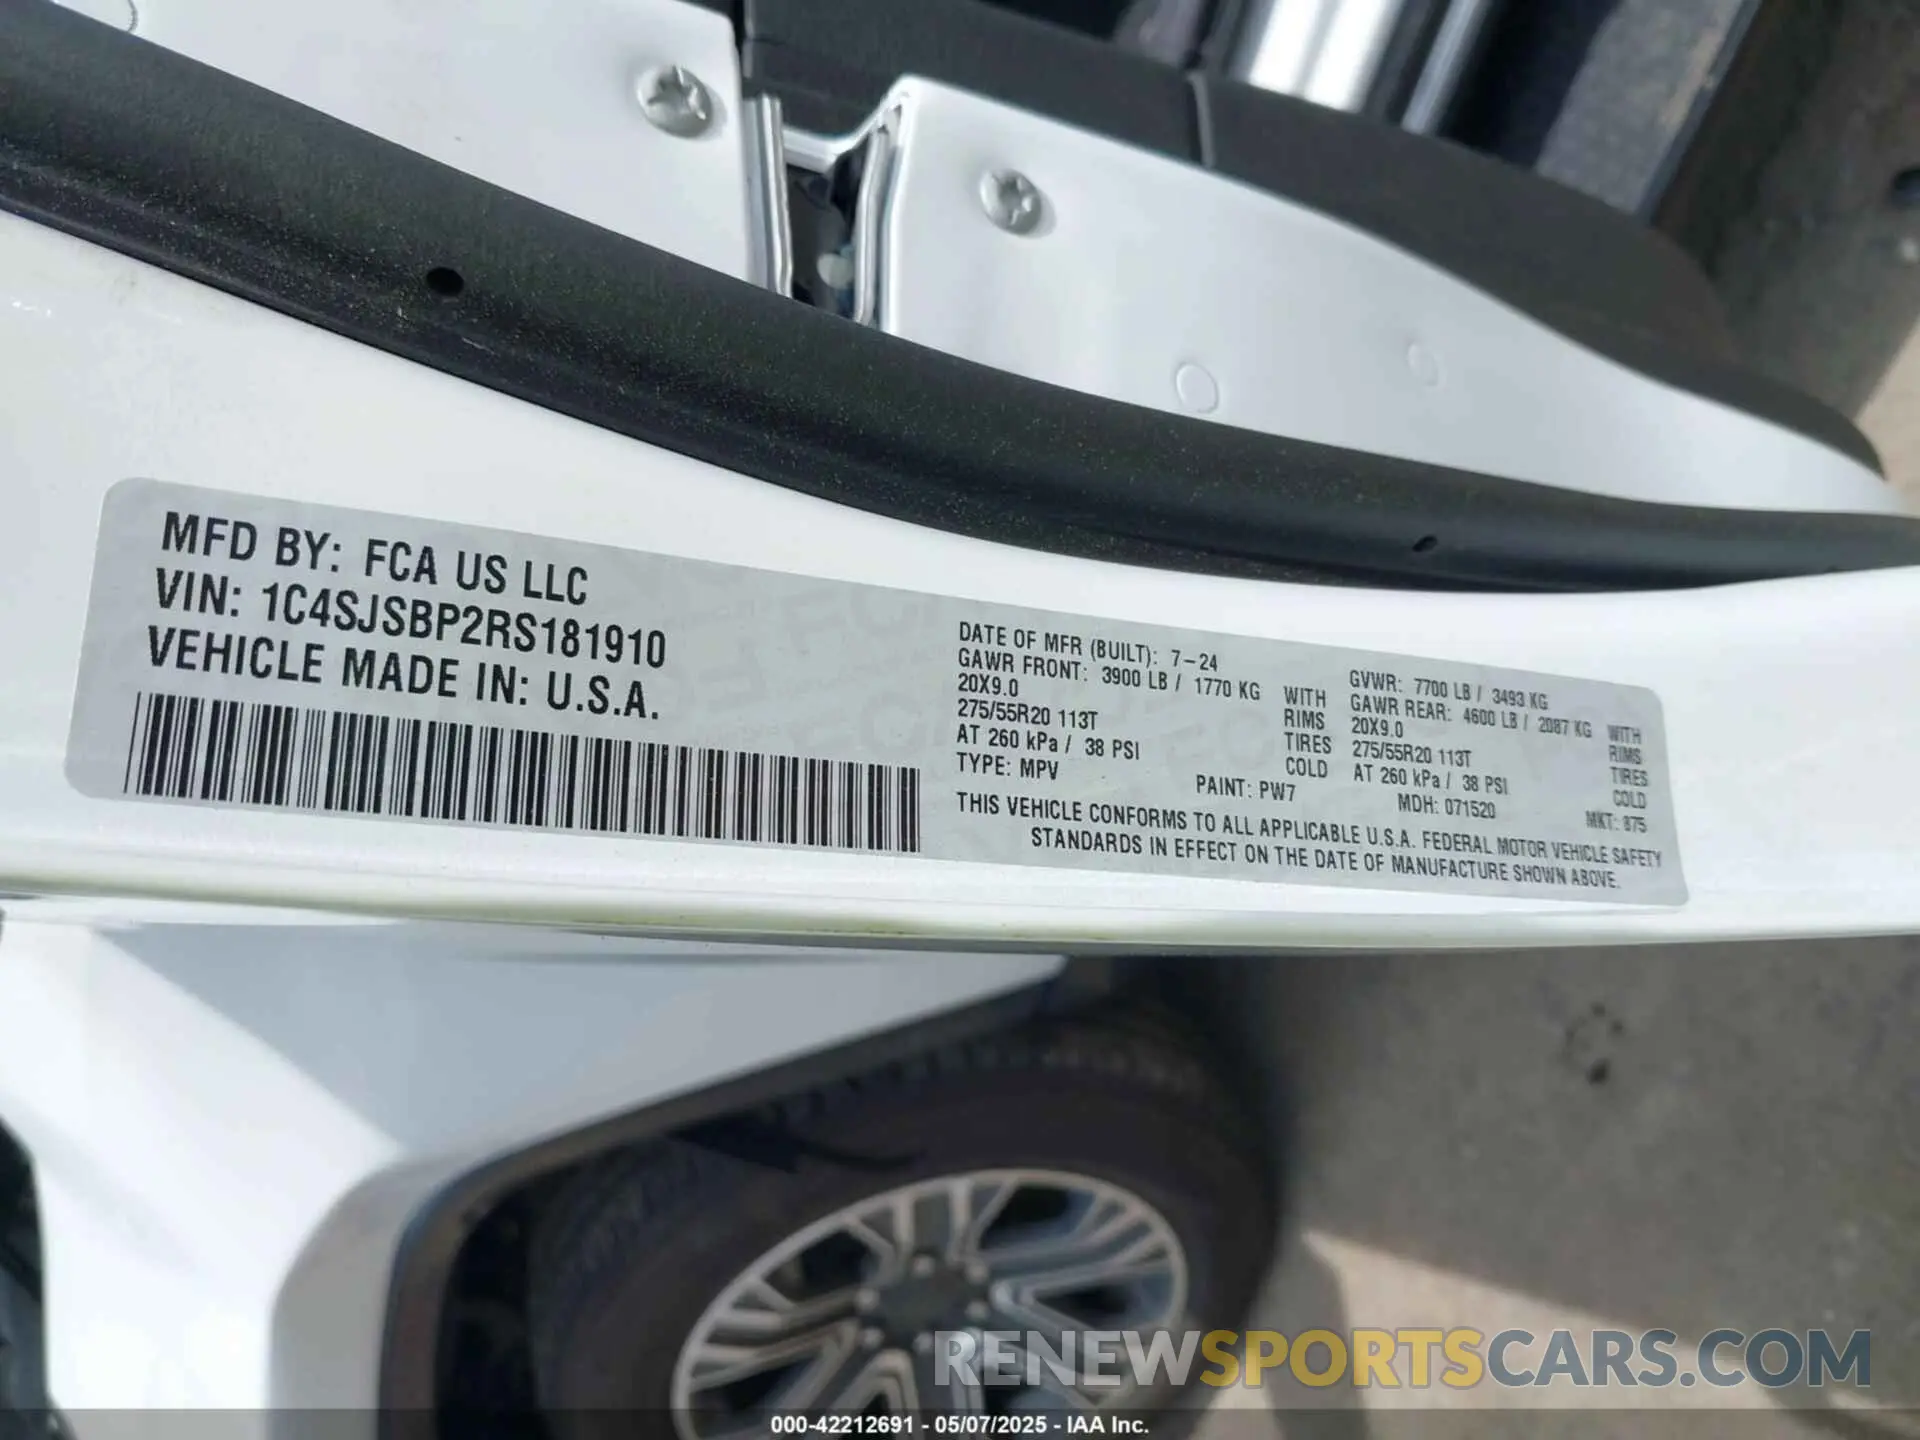 MFD BY: FCA US LLC
VIN: 1C4SJSBP2RS181910
VEHICLE MADE IN: U.S.A.
DATE OF MFR (BUILT): 7-24
GAWR FRONT: 3900 LB / 1770 KG WITH
20X9.0 RIMS
275/55R20 113T TIRES
AT 260 kPa / 38 PSI COLD
TYPE: MPV PAINT: PW7
GVWR: 7700 LB / 3493 KG
GAWR REAR: 4600 LB / 2087 KG WITH
20X9.0 RIMS
275/55R20 113T TIRES
AT 260 kPa / 38 PSI COLD
MDH: 071520 MKT: 875
THIS VEHICLE CONFORMS TO ALL APPLICABLE U.S.A. FEDERAL MOTOR VEHICLE SAFETY
STANDARDS IN EFFECT ON THE DATE OF MANUFACTURE SHOWN ABOVE.
RENEWSPORTSCARS.COM
000-42212691 - 05/07/2025 - IAA Inc.